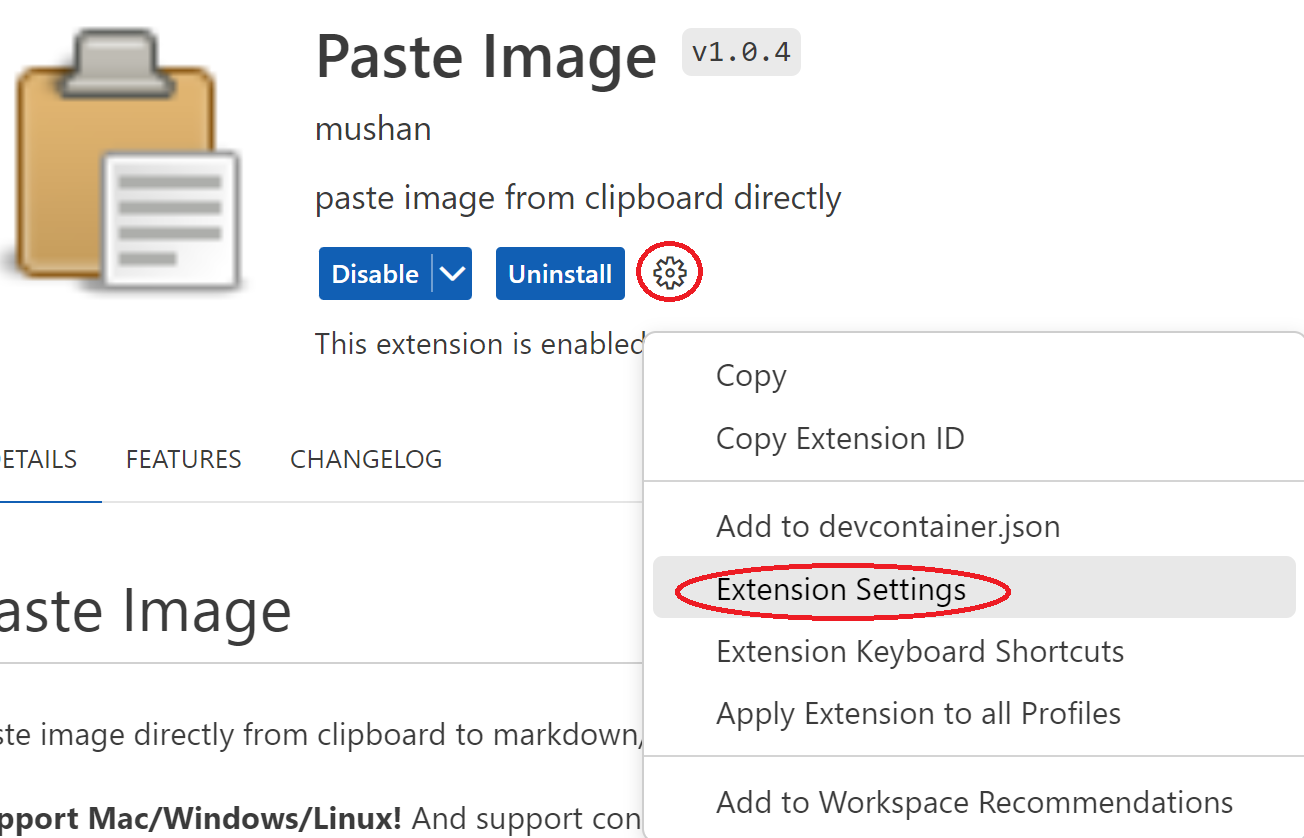 Paste Image v1.0.4
mushan
paste image from clipboard directly
Disable Uninstall
This extension is enabled
Copy
Copy Extension ID
ETAILS FEATURES CHANGELOG
Add to devcontainer.json
Extension Settings
aste Image
Extension Keyboard Shortcuts
Apply Extension to all Profiles
ste image directly from clipboard to markdown/
Add to Workspace Recommendations
pport Mac/Windows/Linux! And support con